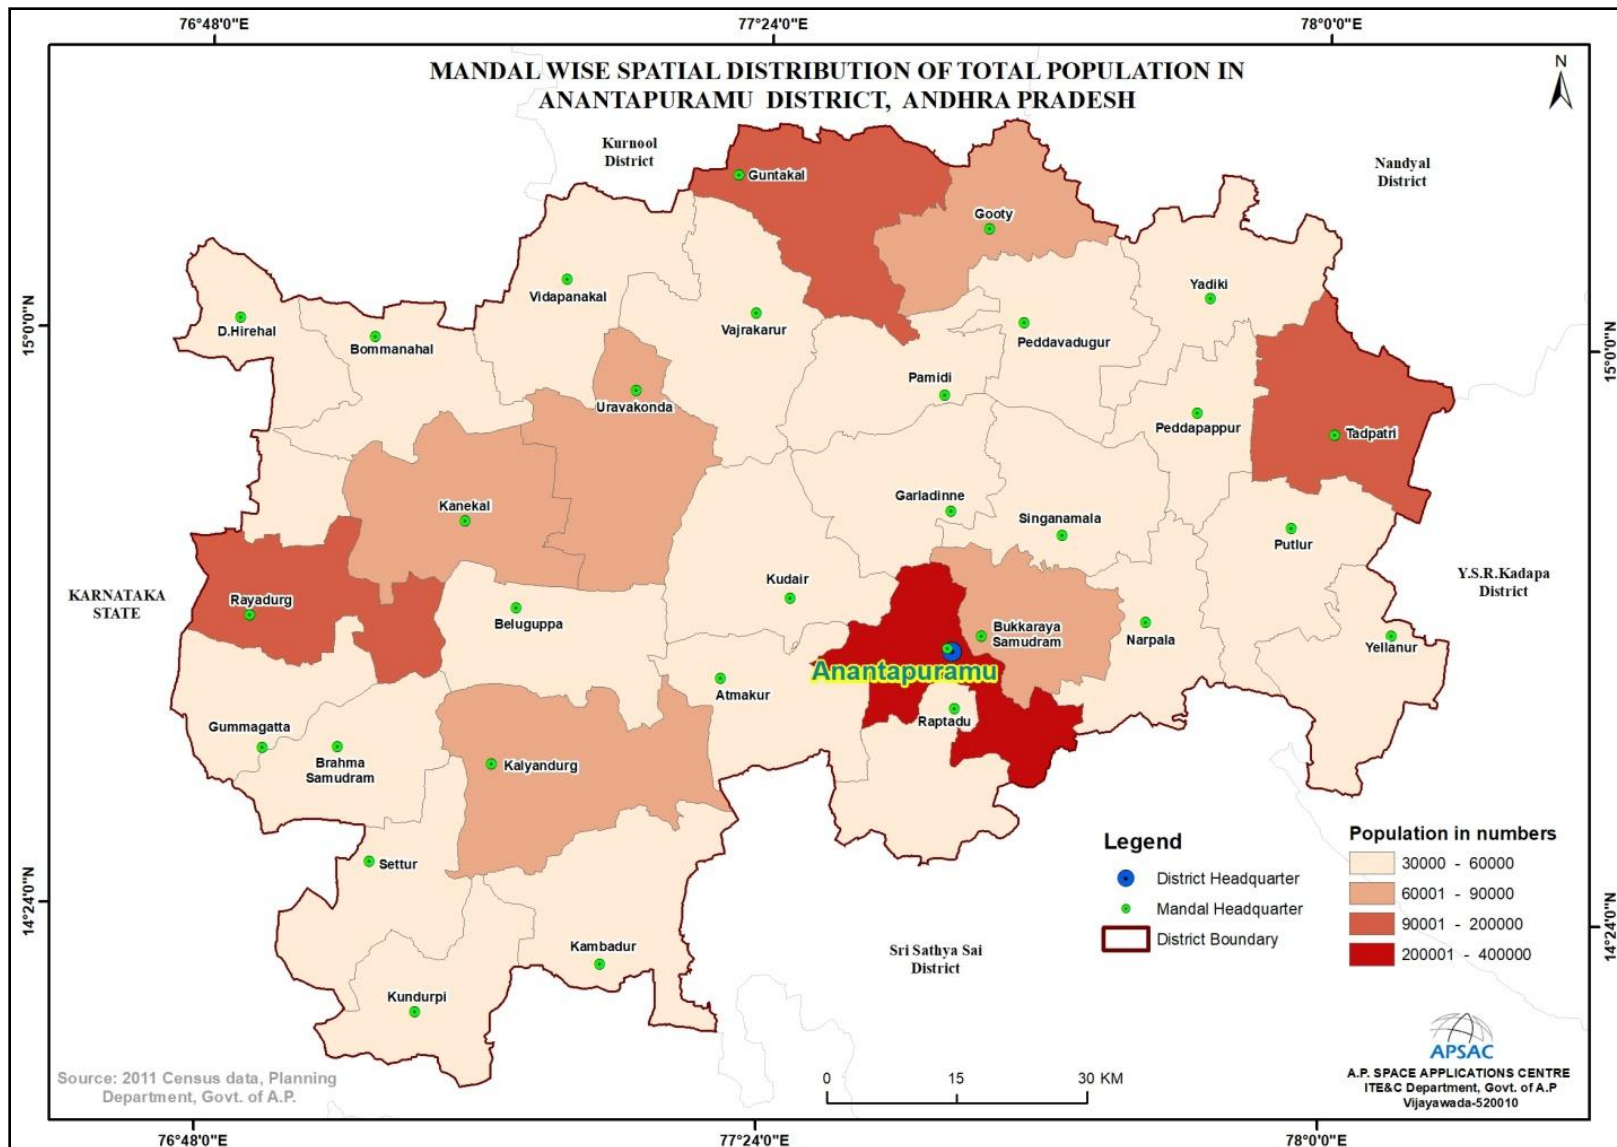 76°48'0"E
77°24'0"E
78°0'0"E
MANDAL WISE SPATIAL DISTRIBUTION OF TOTAL POPULATION IN
ANANTAPURAMU DISTRICT, ANDHRA PRADESH
N
Kurnool
District
Nandyal
District
Guntakal
Gooty
Vidapanakal
Yadiki
D.Hirehal
Bommanahal
Vajrakarur
Peddavadugur
15°0'0"N
15°0'0"N
Pamidi
Uravakonda
Peddapappur
Tadpatri
Kanekal
Garladinne
Singanamala
Putlur
KARNATAKA
STATE
Y.S.R.Kadapa
District
Rayadurg
Beluguppa
Kudair
Bukkaraya
Samudram
Narpala
Yellanur
Anantapuramu
Atmakur
Raptadu
Gummagatta
Brahma
Samudram
Kalyandurg
Settur
Kambadur
Kundurpi
Sri Sathya Sai
District
14°24'0"N
14°24'0"N
Legend
District Headquarter
Mandal Headquarter
District Boundary
Population in numbers
30000 - 60000
60001 - 90000
90001 - 200000
200001 - 400000
APSAC
A.P. SPACE APPLICATIONS CENTRE
ITE&C Department, Govt. of A.P
Vijayawada-520010
Source: 2011 Census data, Planning
Department, Govt. of A.P.
0 15 30 KM
76°48'0"E
77°24'0"E
78°0'0"E